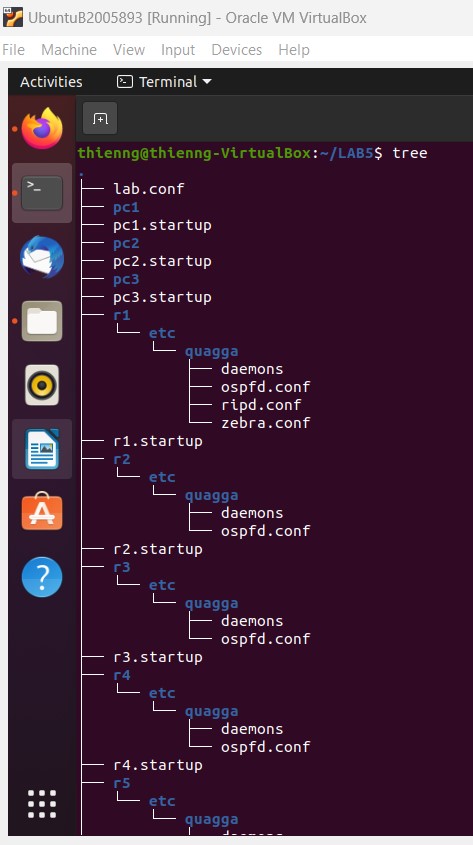 UbuntuB2005893 [Running] - Oracle VM VirtualBox
File Machine View Input Devices Help
Activities Terminal
thienng@thienng-VirtualBox:~/LAB5$ tree
.
├── lab.conf
├── pc1
├── pc1.startup
├── pc2
├── pc2.startup
├── pc3
├── pc3.startup
├── r1
│   └── etc
│       └── quagga
│           ├── daemons
│           ├── ospfd.conf
│           ├── ripd.conf
│           └── zebra.conf
├── r1.startup
├── r2
│   └── etc
│       └── quagga
│           ├── daemons
│           └── ospfd.conf
├── r2.startup
├── r3
│   └── etc
│       └── quagga
│           ├── daemons
│           └── ospfd.conf
├── r3.startup
├── r4
│   └── etc
│       └── quagga
│           ├── daemons
│           └── ospfd.conf
├── r4.startup
├── r5
│   └── etc
│       └── quagga